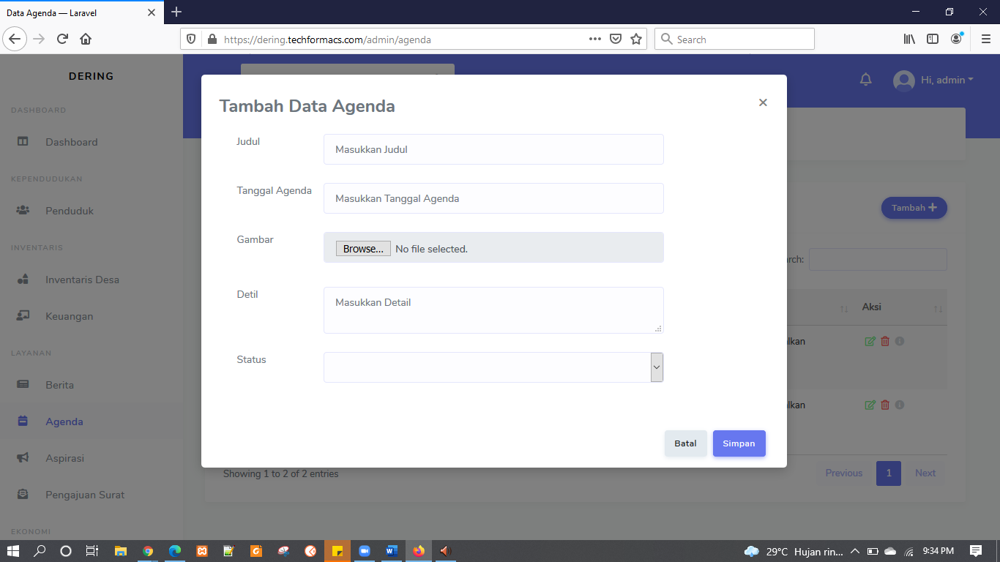 Data Agenda — Laravel
https://dering.techformacs.com/admin/agenda
Search
DERING
Hi, admin
DASHBOARD
Dashboard
KEPENDUDUKAN
Penduduk
INVENTARIS
Inventaris Desa
Keuangan
LAYANAN
Berita
Agenda
Aspirasi
Pengajuan Surat
EKONOMI
Tambah Data Agenda
Judul
Masukkan Judul
Tanggal Agenda
Masukkan Tanggal Agenda
Gambar
Browse... No file selected.
Detil
Masukkan Detail
Status
Batal Simpan
Tambah
rch:
Aksi
lkan
lkan
Showing 1 to 2 of 2 entries
Previous 1 Next
29°C Hujan rin... 9:34 PM